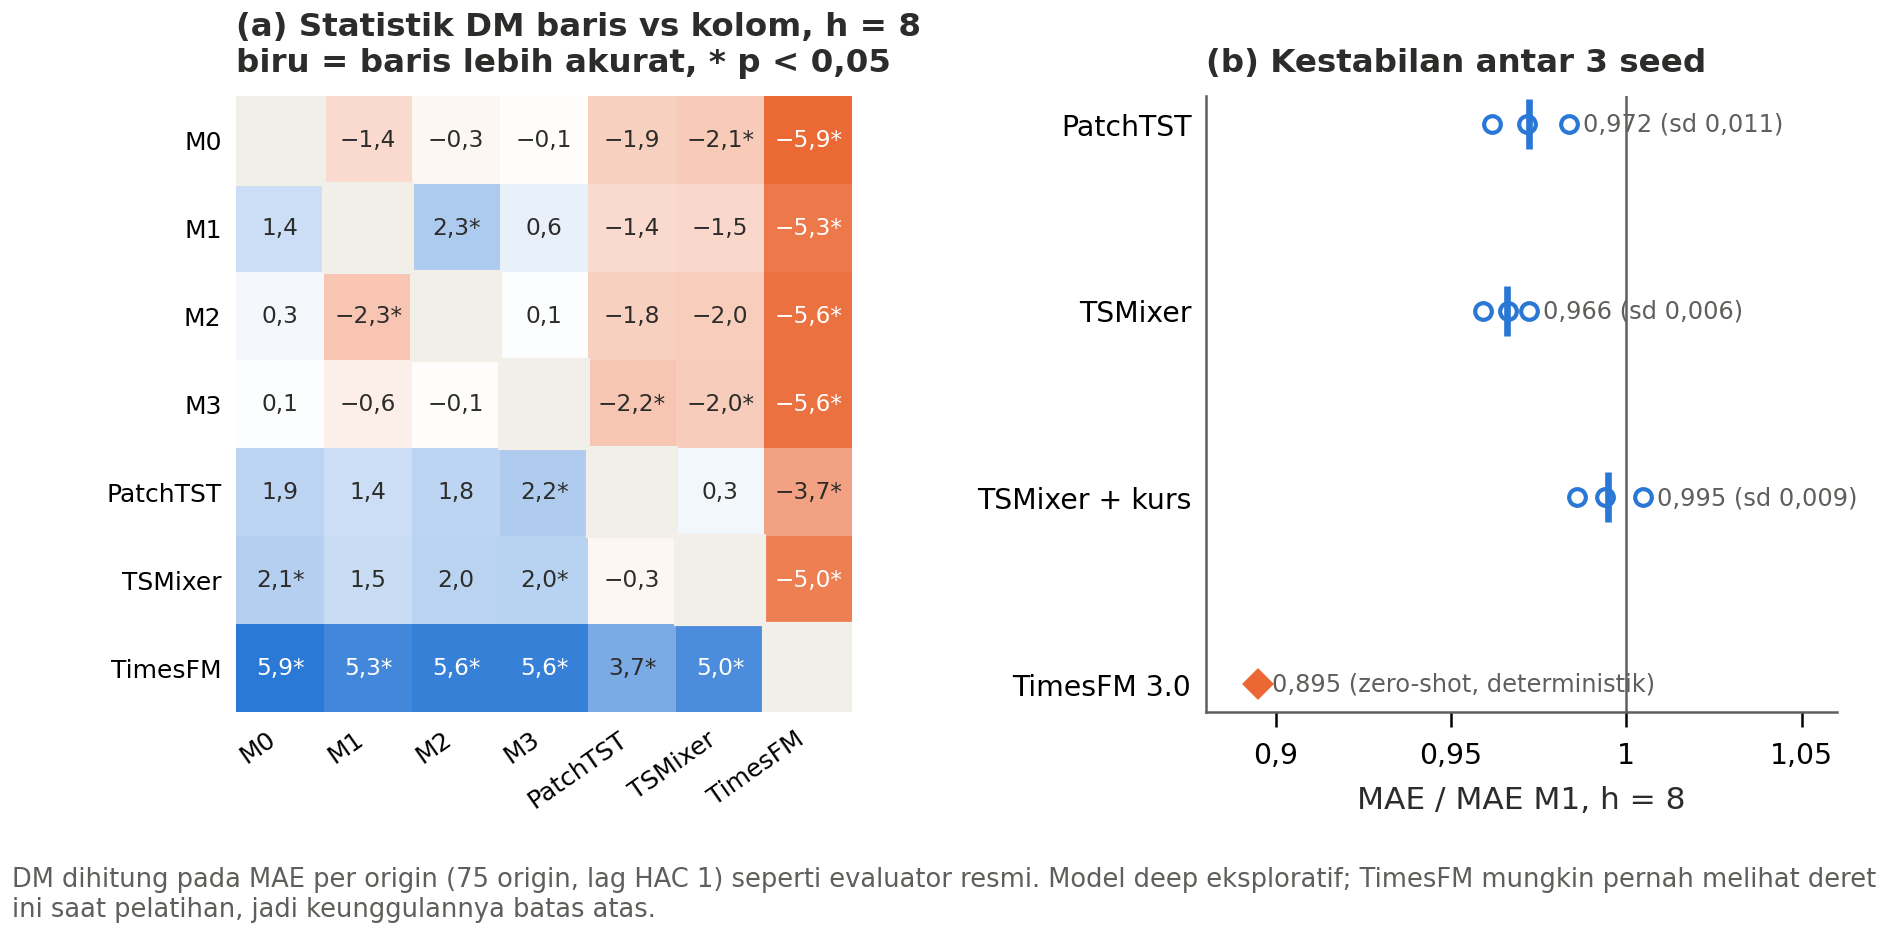 (a) Statistik DM baris vs kolom, h = 8
biru = baris lebih akurat, * p < 0,05
M0 −1,4 −0,3 −0,1 −1,9 −2,1* −5,9*
M1 1,4 2,3* 0,6 −1,4 −1,5 −5,3*
M2 0,3 −2,3* 0,1 −1,8 −2,0 −5,6*
M3 0,1 −0,6 −0,1 −2,2* −2,0* −5,6*
PatchTST 1,9 1,4 1,8 2,2* 0,3 −3,7*
TSMixer 2,1* 1,5 2,0 2,0* −0,3 −5,0*
TimesFM 5,9* 5,3* 5,6* 5,6* 3,7* 5,0*
M0 M1 M2 M3 PatchTST TSMixer TimesFM
(b) Kestabilan antar 3 seed
PatchTST 0,972 (sd 0,011)
TSMixer 0,966 (sd 0,006)
TSMixer + kurs 0,995 (sd 0,009)
TimesFM 3.0 0,895 (zero-shot, deterministik)
0,9 0,95 1 1,05
MAE / MAE M1, h = 8
DM dihitung pada MAE per origin (75 origin, lag HAC 1) seperti evaluator resmi. Model deep eksploratif; TimesFM mungkin pernah melihat deret
ini saat pelatihan, jadi keunggulannya batas atas.